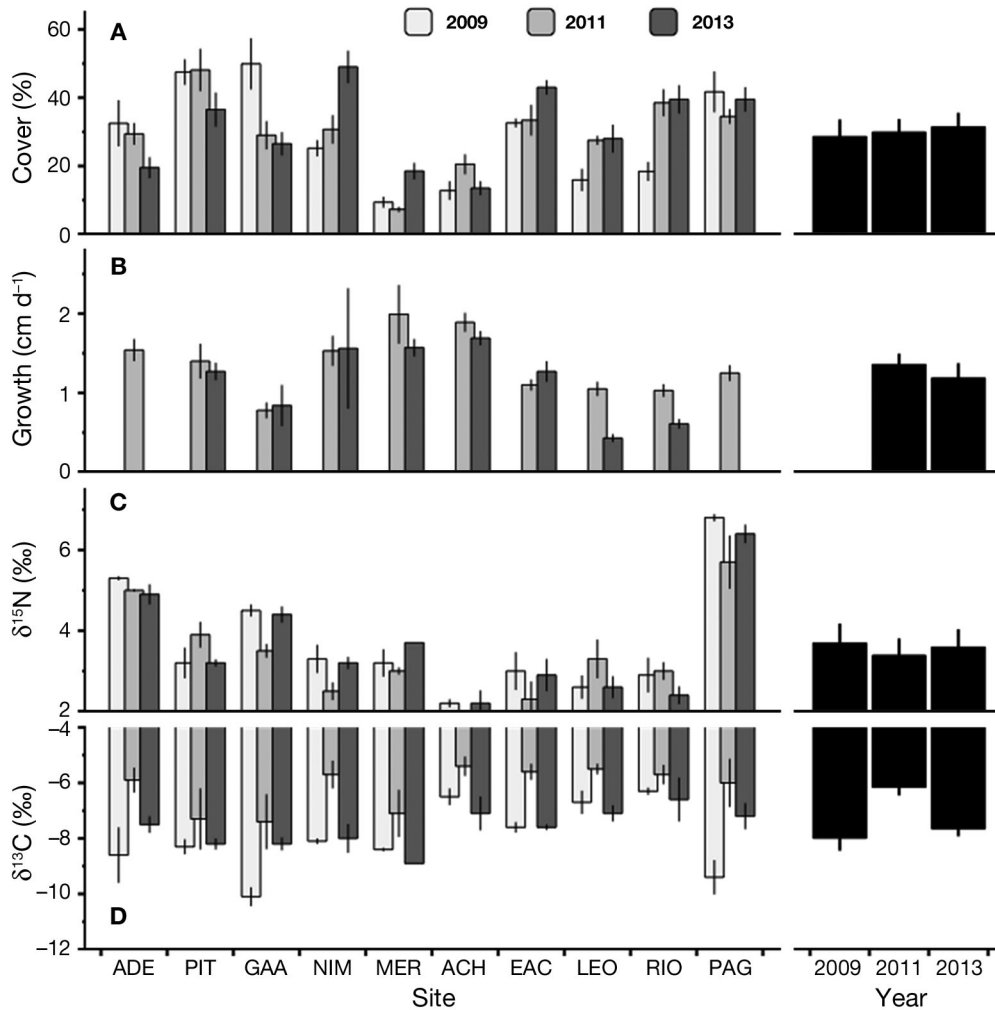 2009 2011 2013
A
60
40
20
0
Cover (%)
B
2
1
0
Growth (cm d⁻¹)
C
6
4
2
δ¹⁵N (‰)
−4
−6
−8
−10
−12
δ¹³C (‰)
D
ADE PIT GAA NIM MER ACH EAC LEO RIO PAG 2009 2011 2013
Site Year